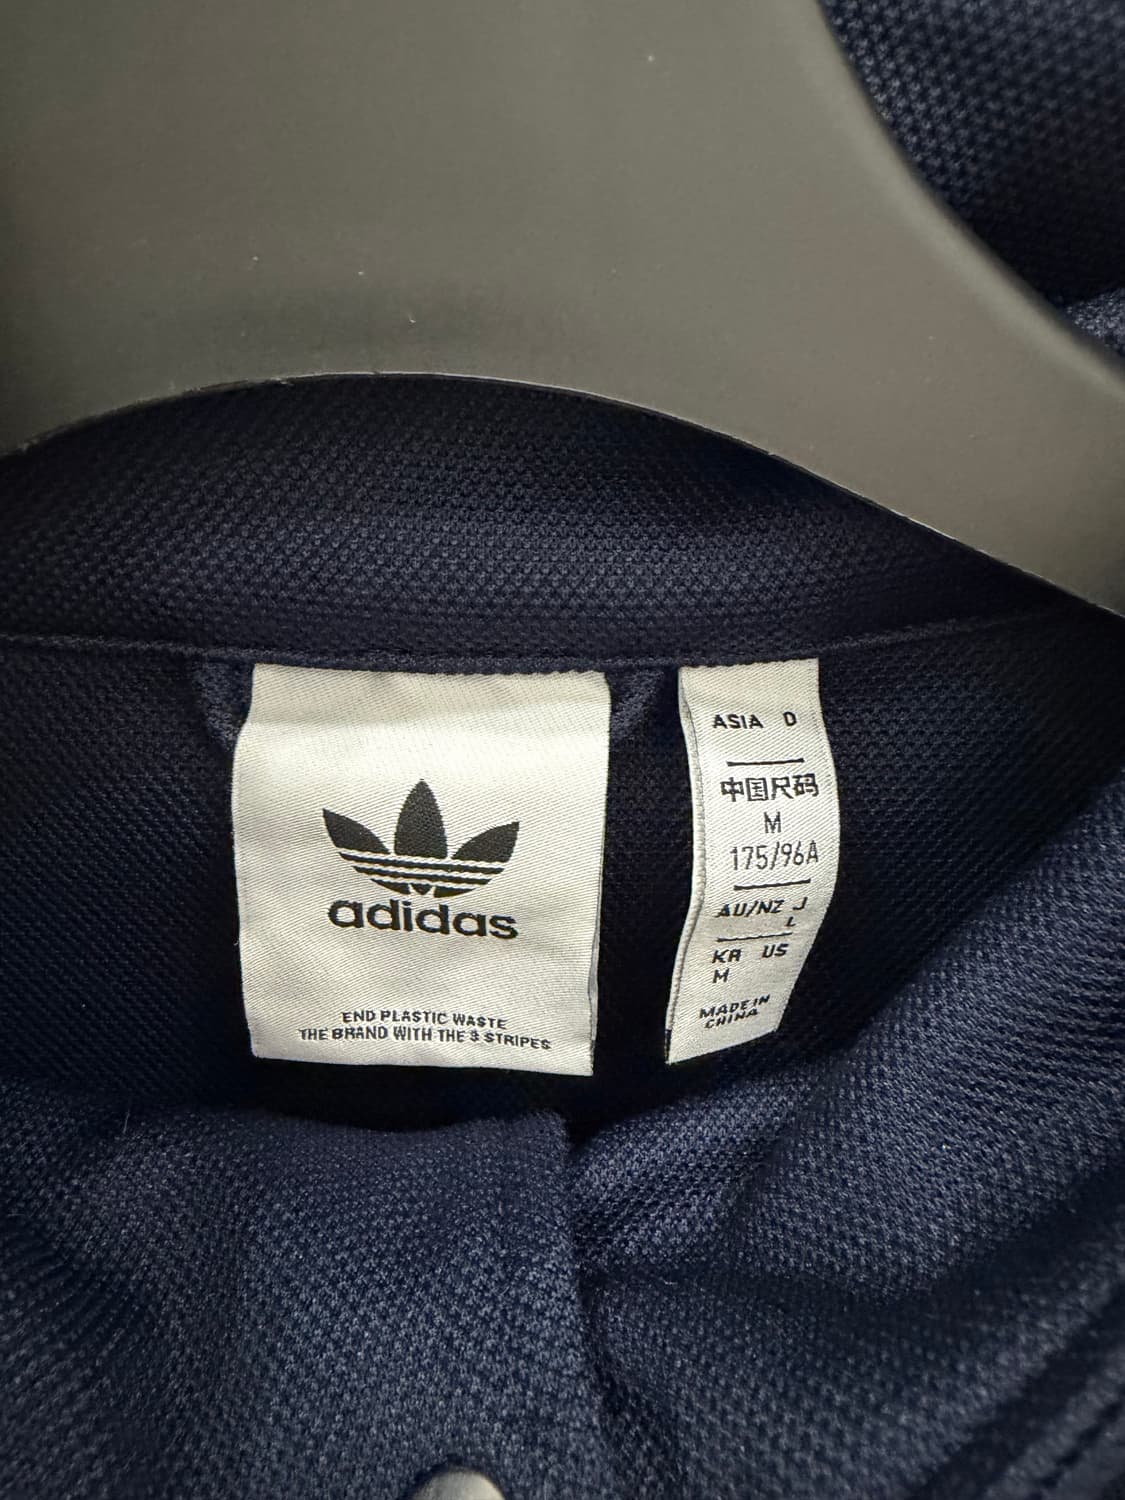 adidas
END PLASTIC WASTE
THE BRAND WITH THE 3 STRIPES
ASIA D
中国尺码
M
175/96A
AU/NZ J
L
KR US
M
MADE IN
CHINA